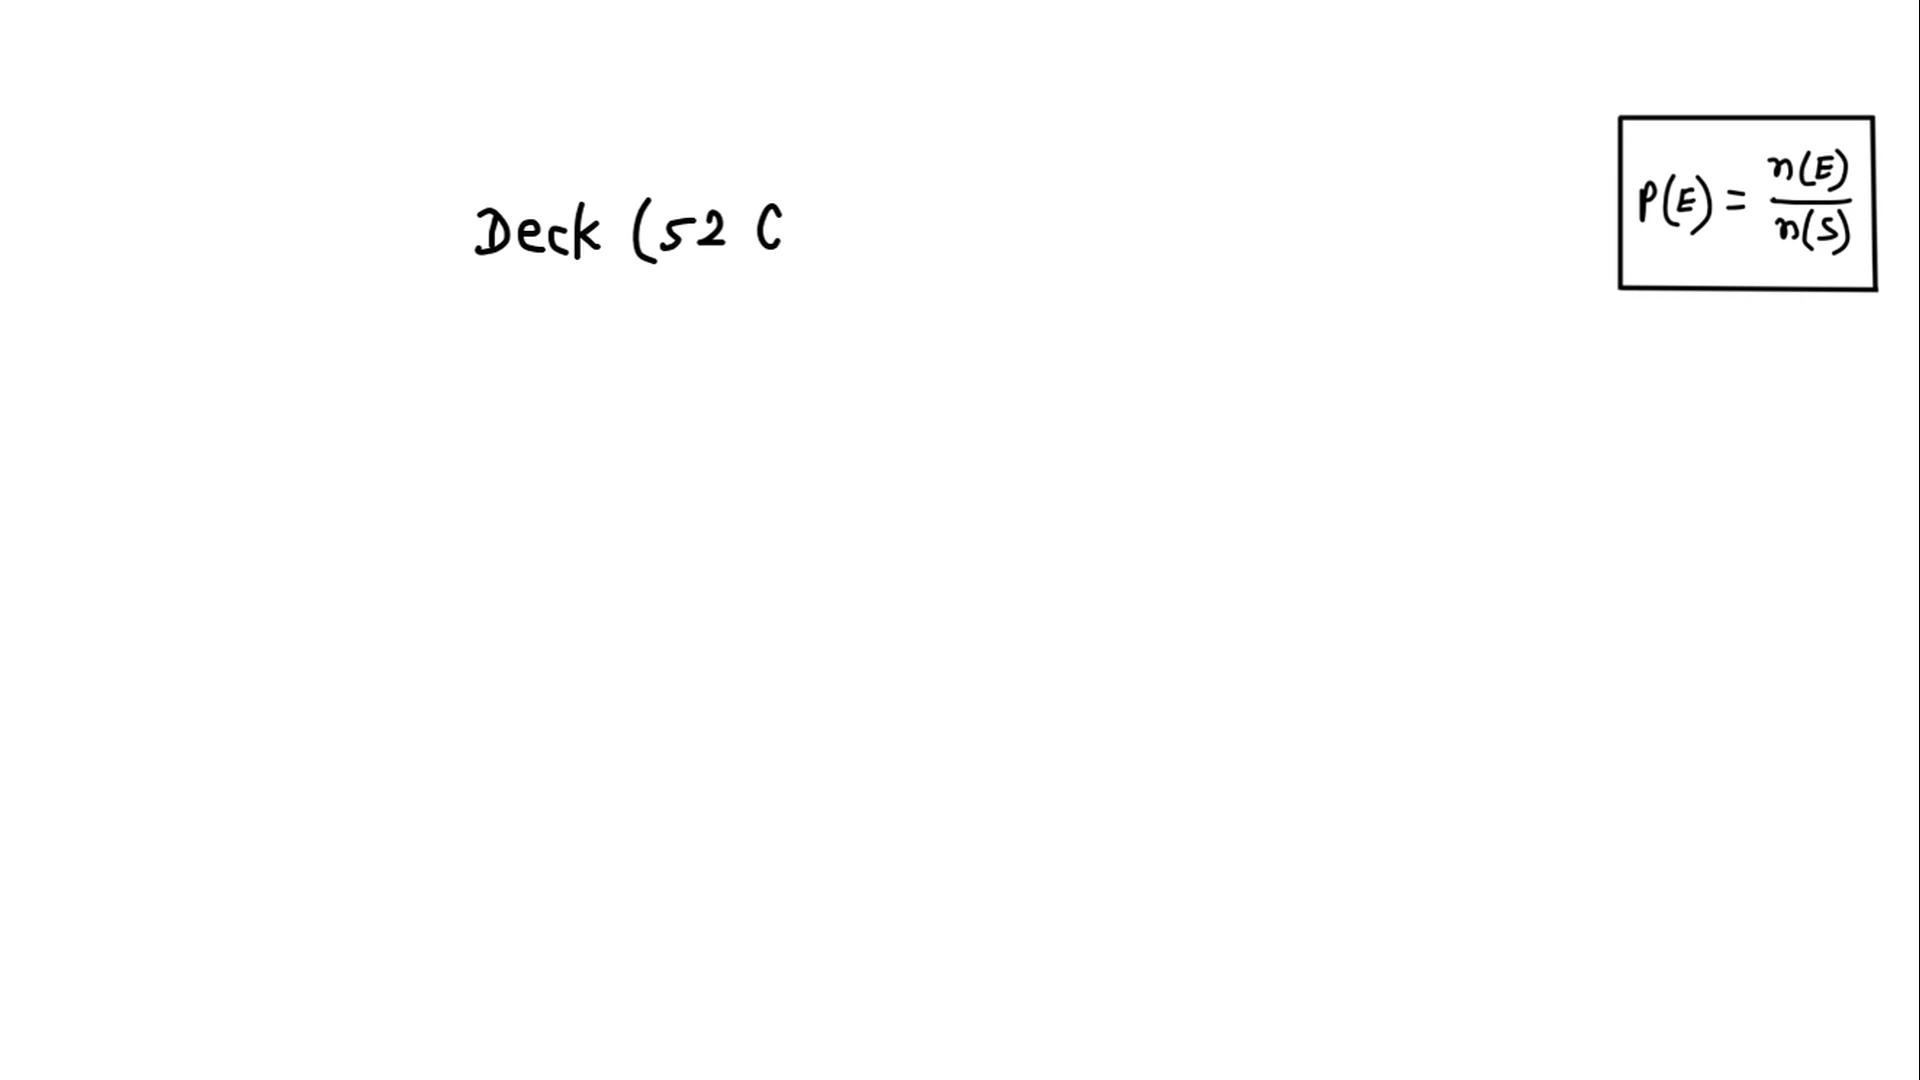 Deck (52 C
P(E) = n(E)/n(S)